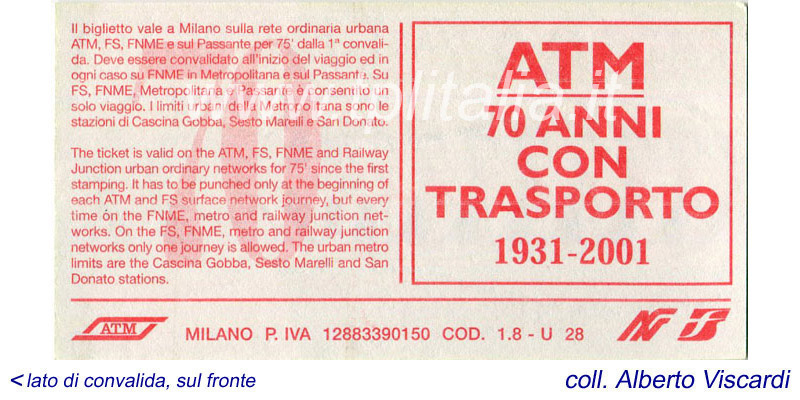 Il biglietto vale a Milano sulla rete ordinaria urbana
ATM, FS, FNME e sul Passante per 75' dalla 1ª convali-
da. Deve essere convalidato all'inizio del viaggio ed in
ogni caso su FNME in Metropolitana e sul Passante. Su
FS, FNME, Metropolitana e Passante è consentito un
solo viaggio. I limiti urbani della Metropolitana sono le
stazioni di Cascina Gobba, Sesto Marelli e San Donato.
The ticket is valid on the ATM, FS, FNME and Railway
Junction urban ordinary networks for 75' since the first
stamping. It has to be punched only at the beginning of
each ATM and FS surface network journey, but every
time on the FNME, metro and railway junction net-
works. On the FS, FNME, metro and railway junction
networks only one journey is allowed. The urban metro
limits are the Cascina Gobba, Sesto Marelli and San
Donato stations.
ATM
70 ANNI
CON
TRASPORTO
1931-2001
ATM MILANO P. IVA 12883390150 COD. 1.8 - U 28
< lato di convalida, sul fronte
coll. Alberto Viscardi